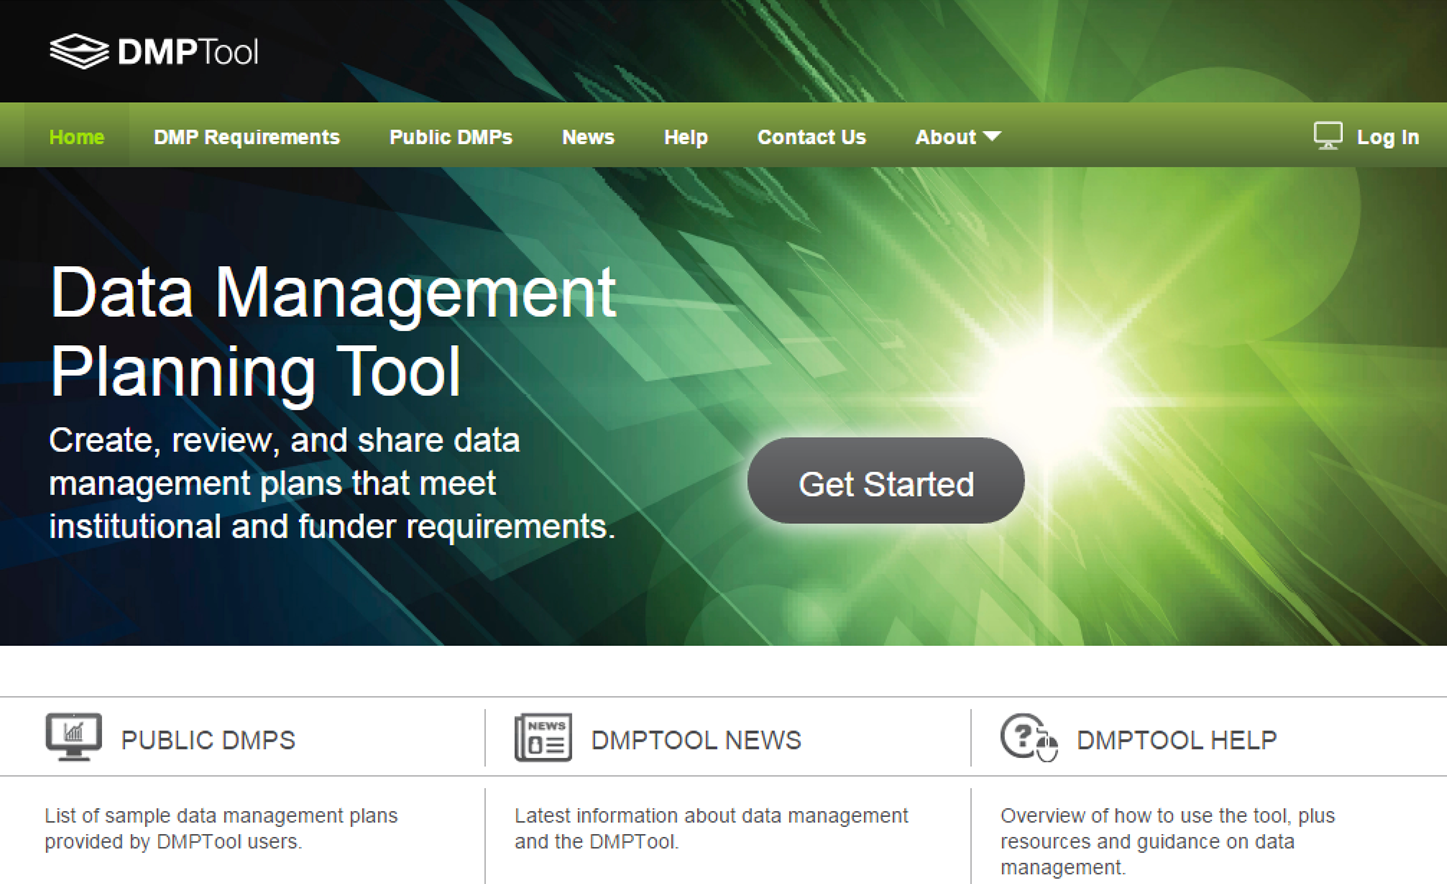 DMPTool
Home DMP Requirements Public DMPs News Help Contact Us About Log In
Data Management
Planning Tool
Create, review, and share data
management plans that meet
institutional and funder requirements.
Get Started
PUBLIC DMPS
List of sample data management plans
provided by DMPTool users.
NEWS
DMPTOOL NEWS
Latest information about data management
and the DMPTool.
?
DMPTOOL HELP
Overview of how to use the tool, plus
resources and guidance on data
management.